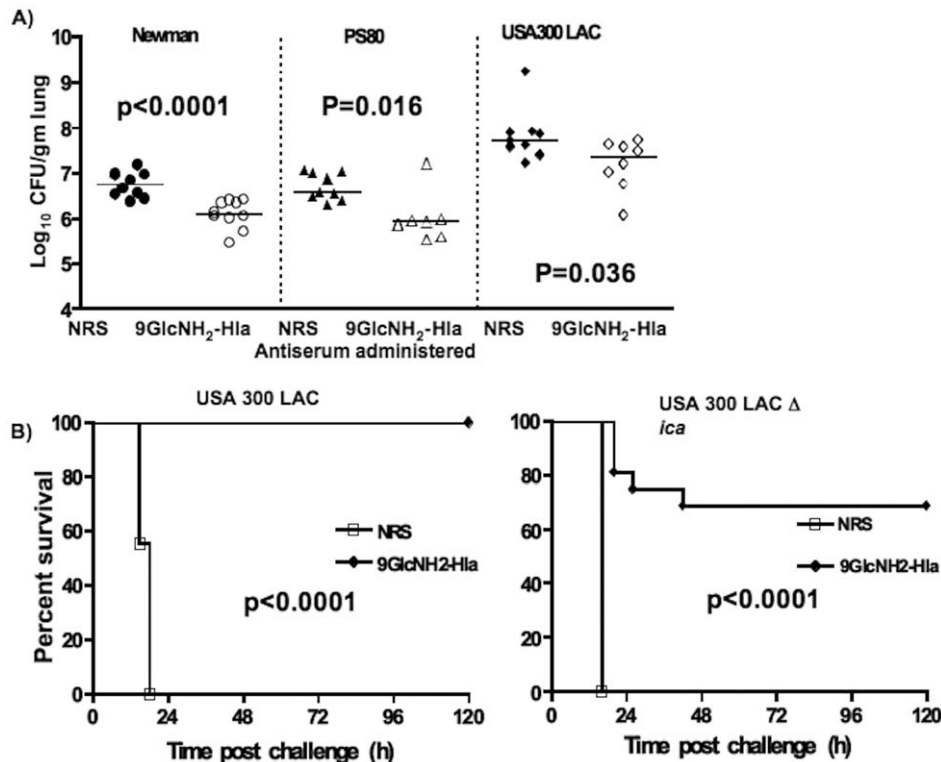 A)
Newman PS80 USA300 LAC
10
9
8
7
6
5
4
Log₁₀ CFU/gm lung
p<0.0001 P=0.016 P=0.036
NRS 9GlcNH₂-Hla NRS 9GlcNH₂-Hla NRS 9GlcNH₂-Hla
Antiserum administered
B)
USA 300 LAC
100
80
60
40
20
0
Percent survival
NRS
9GlcNH2-Hla
p<0.0001
0 24 48 72 96 120
Time post challenge (h)
USA 300 LAC Δ
ica
100
80
60
40
20
0
NRS
9GlcNH2-Hla
p<0.0001
0 24 48 72 96 120
Time post challenge (h)